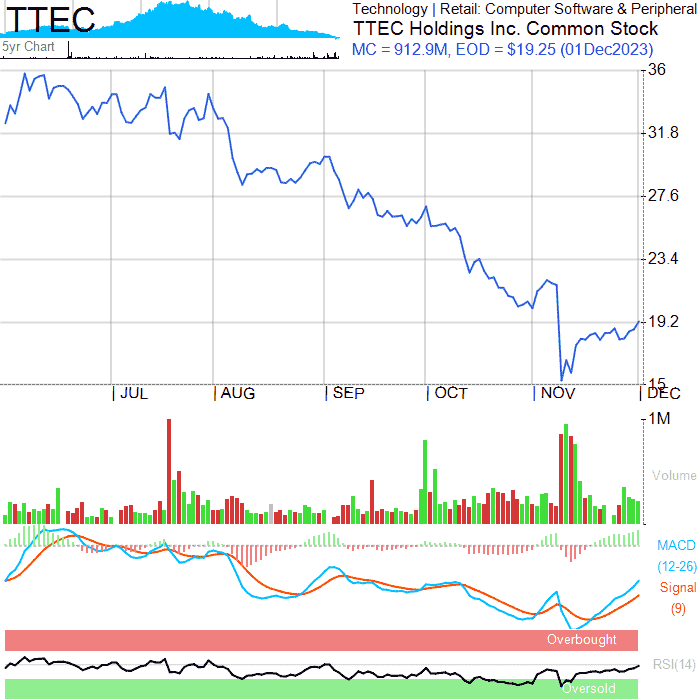 TTEC
5yr Chart
Technology | Retail: Computer Software & Peripheral
TTEC Holdings Inc. Common Stock
MC = 912.9M, EOD = $19.25 (01Dec2023)
36
31.8
27.6
23.4
19.2
15
JUL AUG SEP OCT NOV DEC
1M
Volume
MACD
(12-26)
Signal
(9)
Overbought
RSI(14)
Oversold